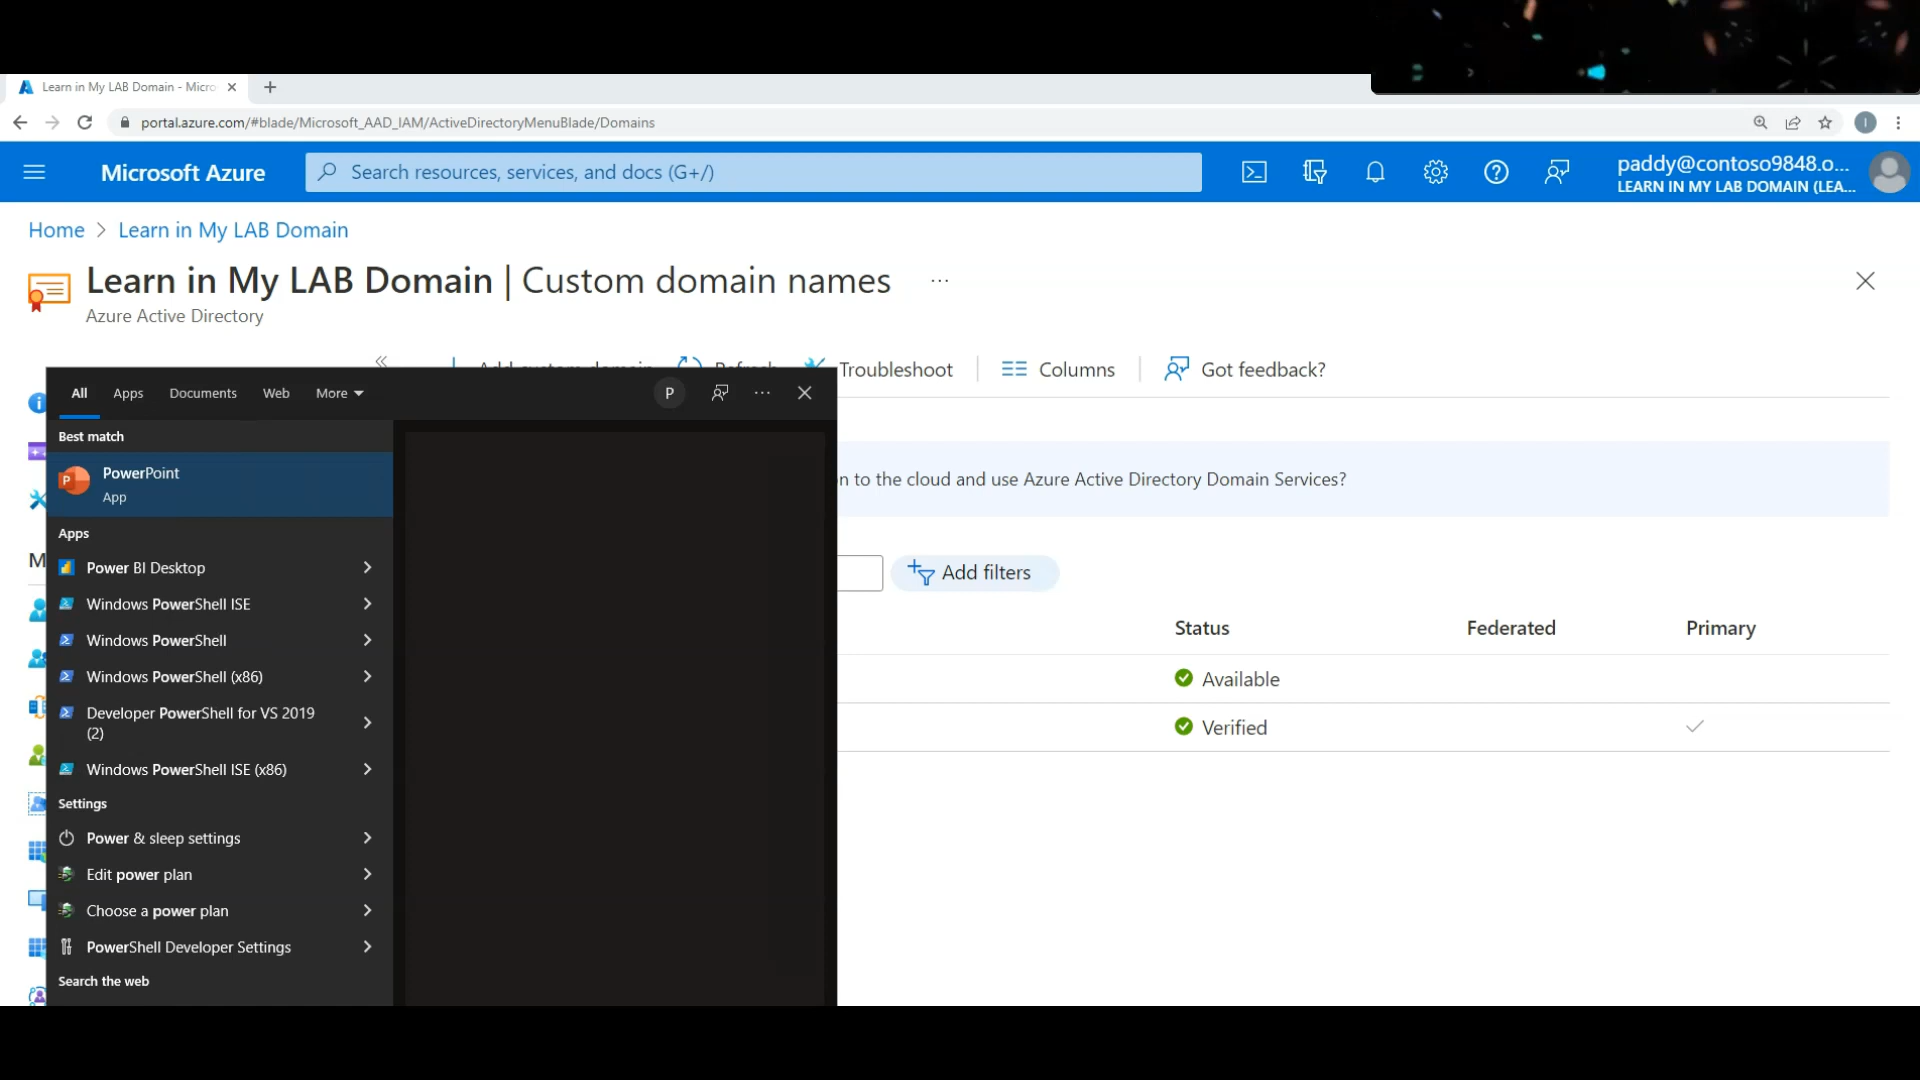 Learn in My LAB Domain - Micro
portal.azure.com/#blade/Microsoft_AAD_IAM/ActiveDirectoryMenuBlade/Domains
I
Microsoft Azure
Search resources, services, and docs (G+/)
paddy@contoso9848.o...
LEARN IN MY LAB DOMAIN (LEA...
Home > Learn in My LAB Domain
Learn in My LAB Domain | Custom domain names ...
Azure Active Directory
Add custom domain Refresh Troubleshoot Columns Got feedback?
All Apps Documents Web More P ...
Best match
PowerPoint
App
n to the cloud and use Azure Active Directory Domain Services?
Apps
Power BI Desktop
Windows PowerShell ISE
Windows PowerShell
Windows PowerShell (x86)
Developer PowerShell for VS 2019
(2)
Windows PowerShell ISE (x86)
Settings
Power & sleep settings
Edit power plan
Choose a power plan
PowerShell Developer Settings
Search the web
M
Add filters
Status Federated Primary
Available
Verified